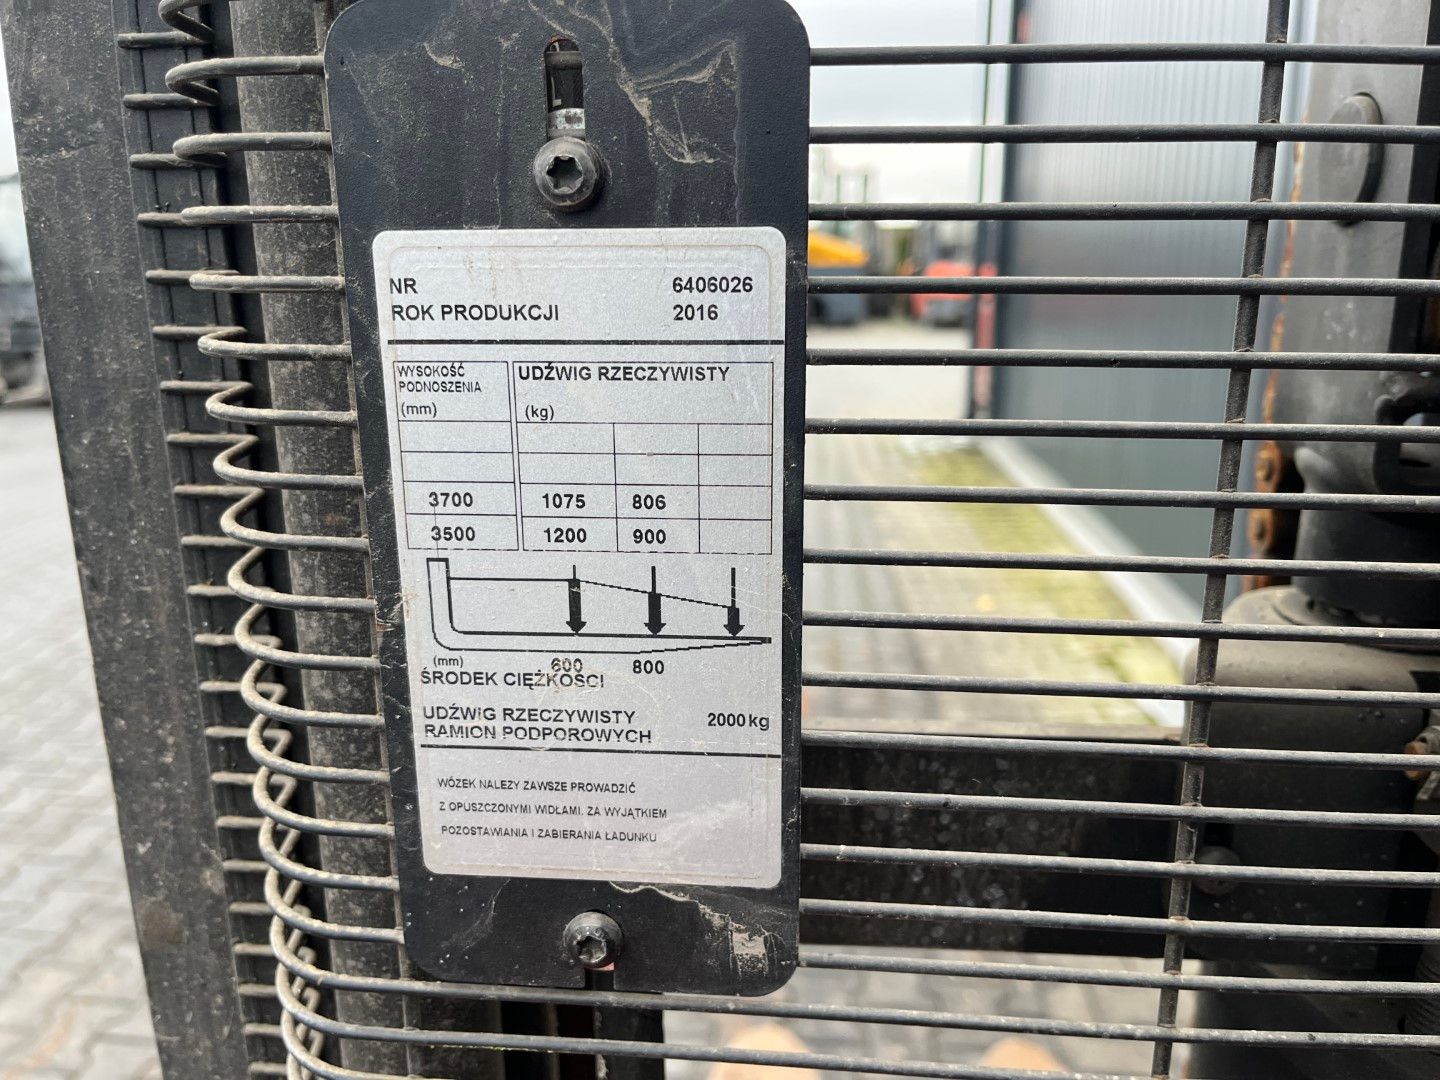 NR 6406026
ROK PRODUKCJI 2016
WYSOKOŚĆ
PODNOSZENIA
(mm)
UDŹWIG RZECZYWISTY
(kg)
3700 1075 806
3500 1200 900
(mm) 600 800
ŚRODEK CIĘŻKOŚCI
UDŹWIG RZECZYWISTY 2000 kg
RAMION PODPOROWYCH
WÓZEK NALEŻY ZAWSZE PROWADZIĆ
Z OPUSZCZONYMI WIDŁAMI. ZA WYJĄTKIEM
POZOSTAWIANIA I ZABIERANIA ŁADUNKU